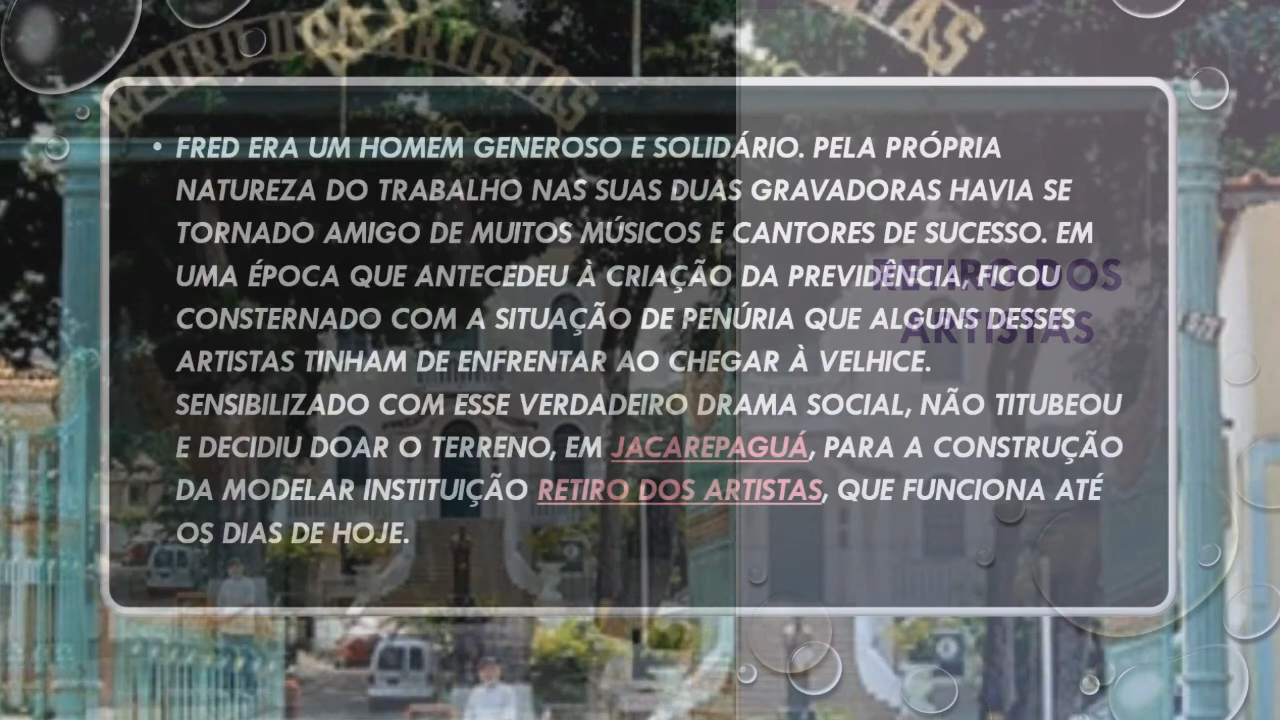 RETIRO DOS ARTISTAS
• FRED ERA UM HOMEM GENEROSO E SOLIDÁRIO. PELA PRÓPRIA
NATUREZA DO TRABALHO NAS SUAS DUAS GRAVADORAS HAVIA SE
TORNADO AMIGO DE MUITOS MÚSICOS E CANTORES DE SUCESSO. EM
UMA ÉPOCA QUE ANTECEDEU À CRIAÇÃO DA PREVIDÊNCIA, FICOU
CONSTERNADO COM A SITUAÇÃO DE PENÚRIA QUE ALGUNS DESSES
ARTISTAS TINHAM DE ENFRENTAR AO CHEGAR À VELHICE.
SENSIBILIZADO COM ESSE VERDADEIRO DRAMA SOCIAL, NÃO TITUBEOU
E DECIDIU DOAR O TERRENO, EM JACAREPAGUÁ, PARA A CONSTRUÇÃO
DA MODELAR INSTITUIÇÃO RETIRO DOS ARTISTAS, QUE FUNCIONA ATÉ
OS DIAS DE HOJE.
RETIRO DOS
ARTISTAS